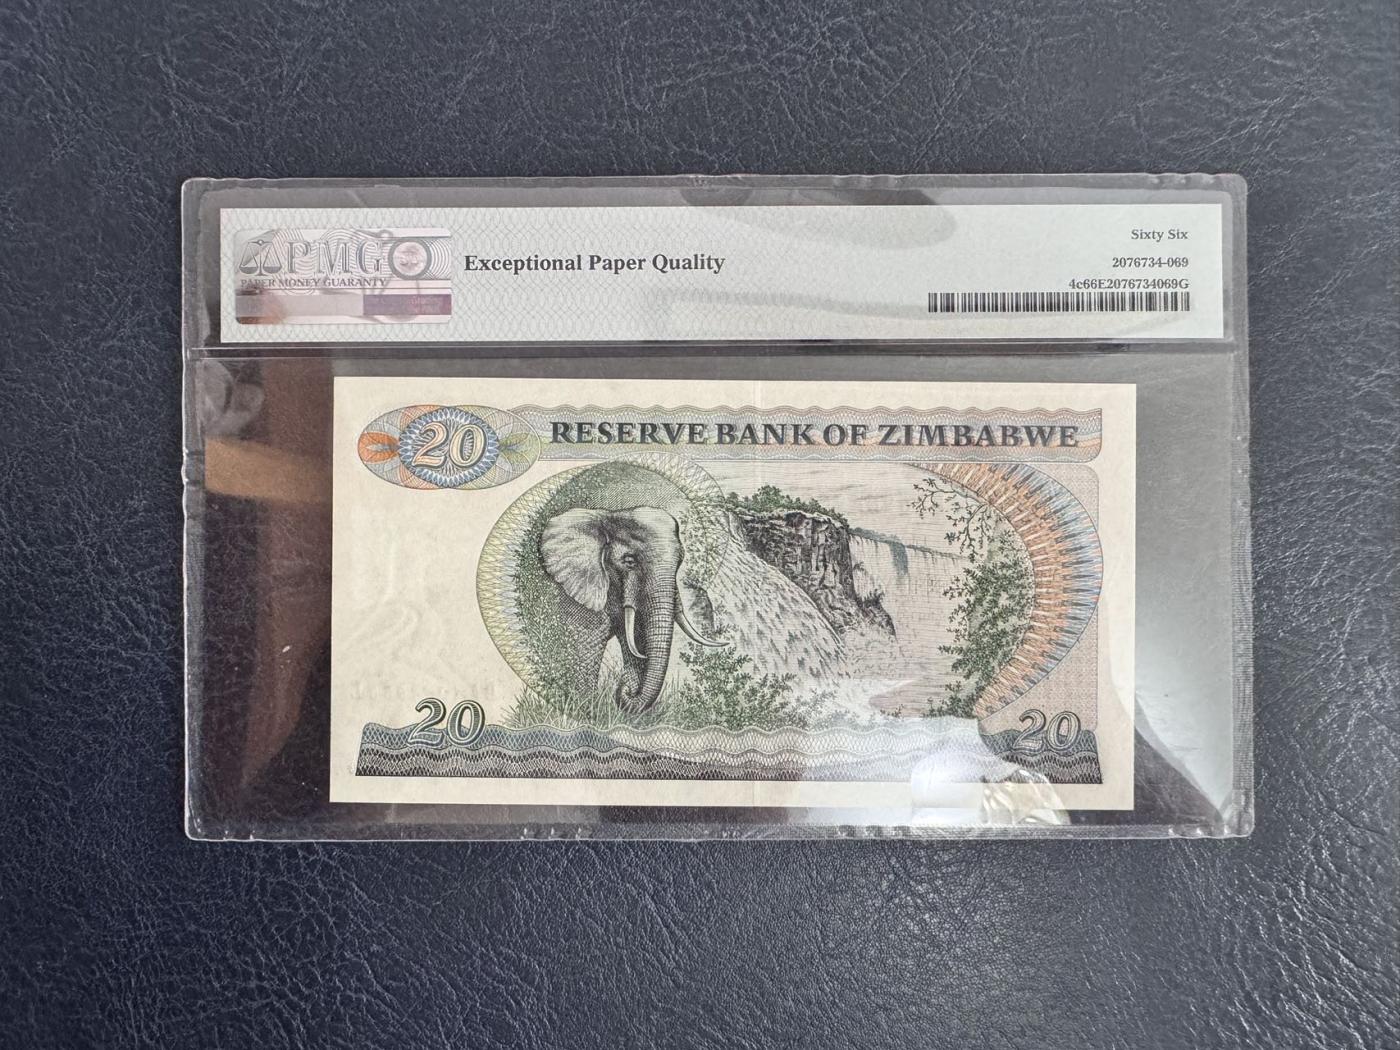 PMG
PAPER MONEY GUARANTY
Exceptional Paper Quality
Sixty Six
2076734-069
4c66E2076734069G
20
RESERVE BANK OF ZIMBABWE
20
20